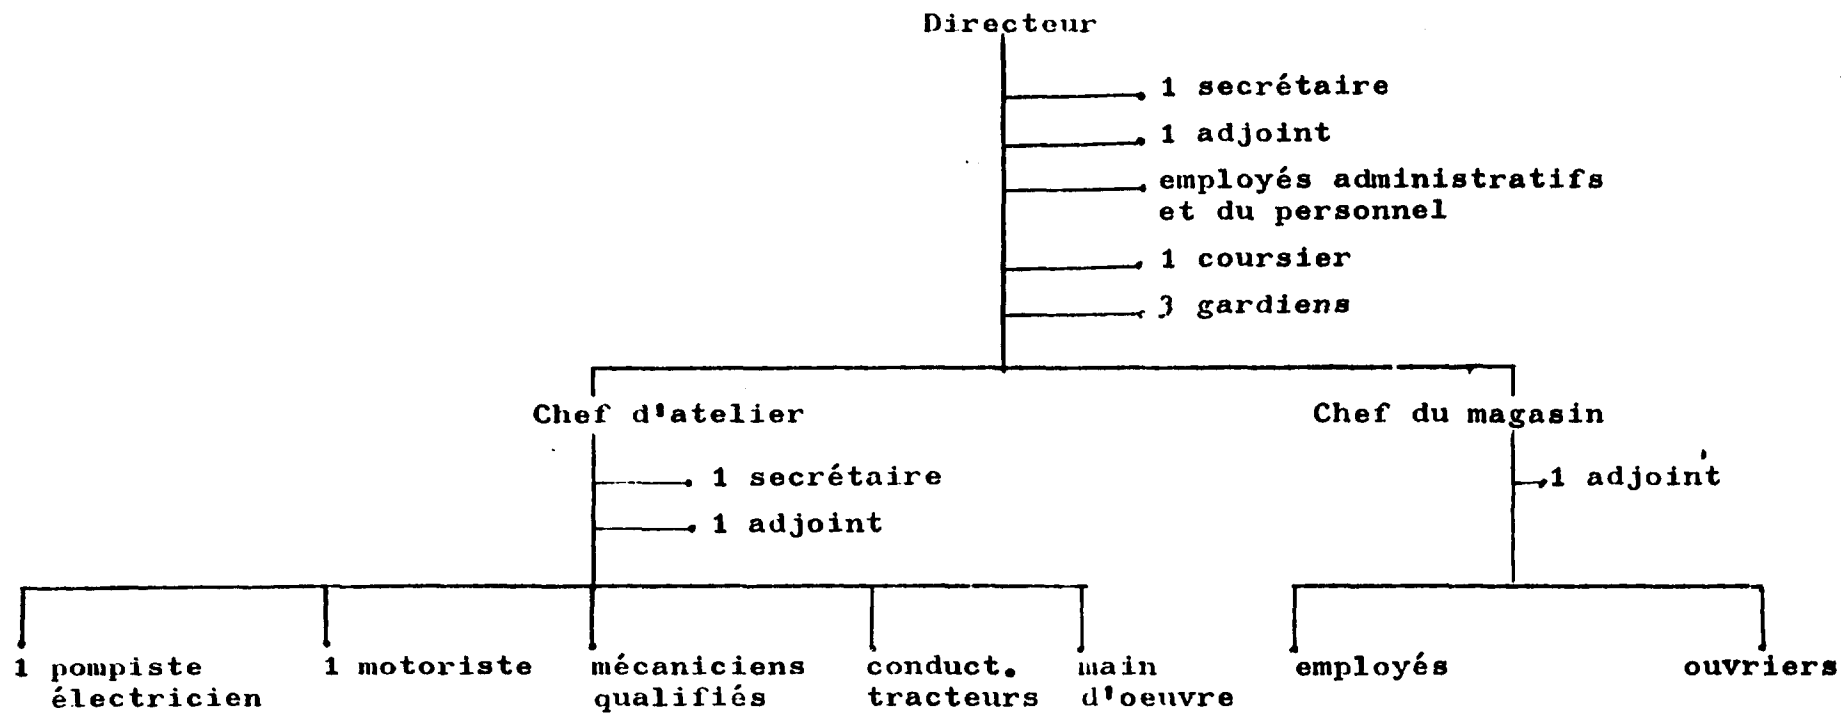 Directeur
1 secrétaire
1 adjoint
employés administratifs
et du personnel
1 coursier
3 gardiens
Chef d'atelier
Chef du magasin
1 secrétaire
1 adjoint
1 adjoint
1 pompiste
électricien
1 motoriste
mécaniciens
qualifiés
conduct.
tracteurs
main
d'oeuvre
employés
ouvriers